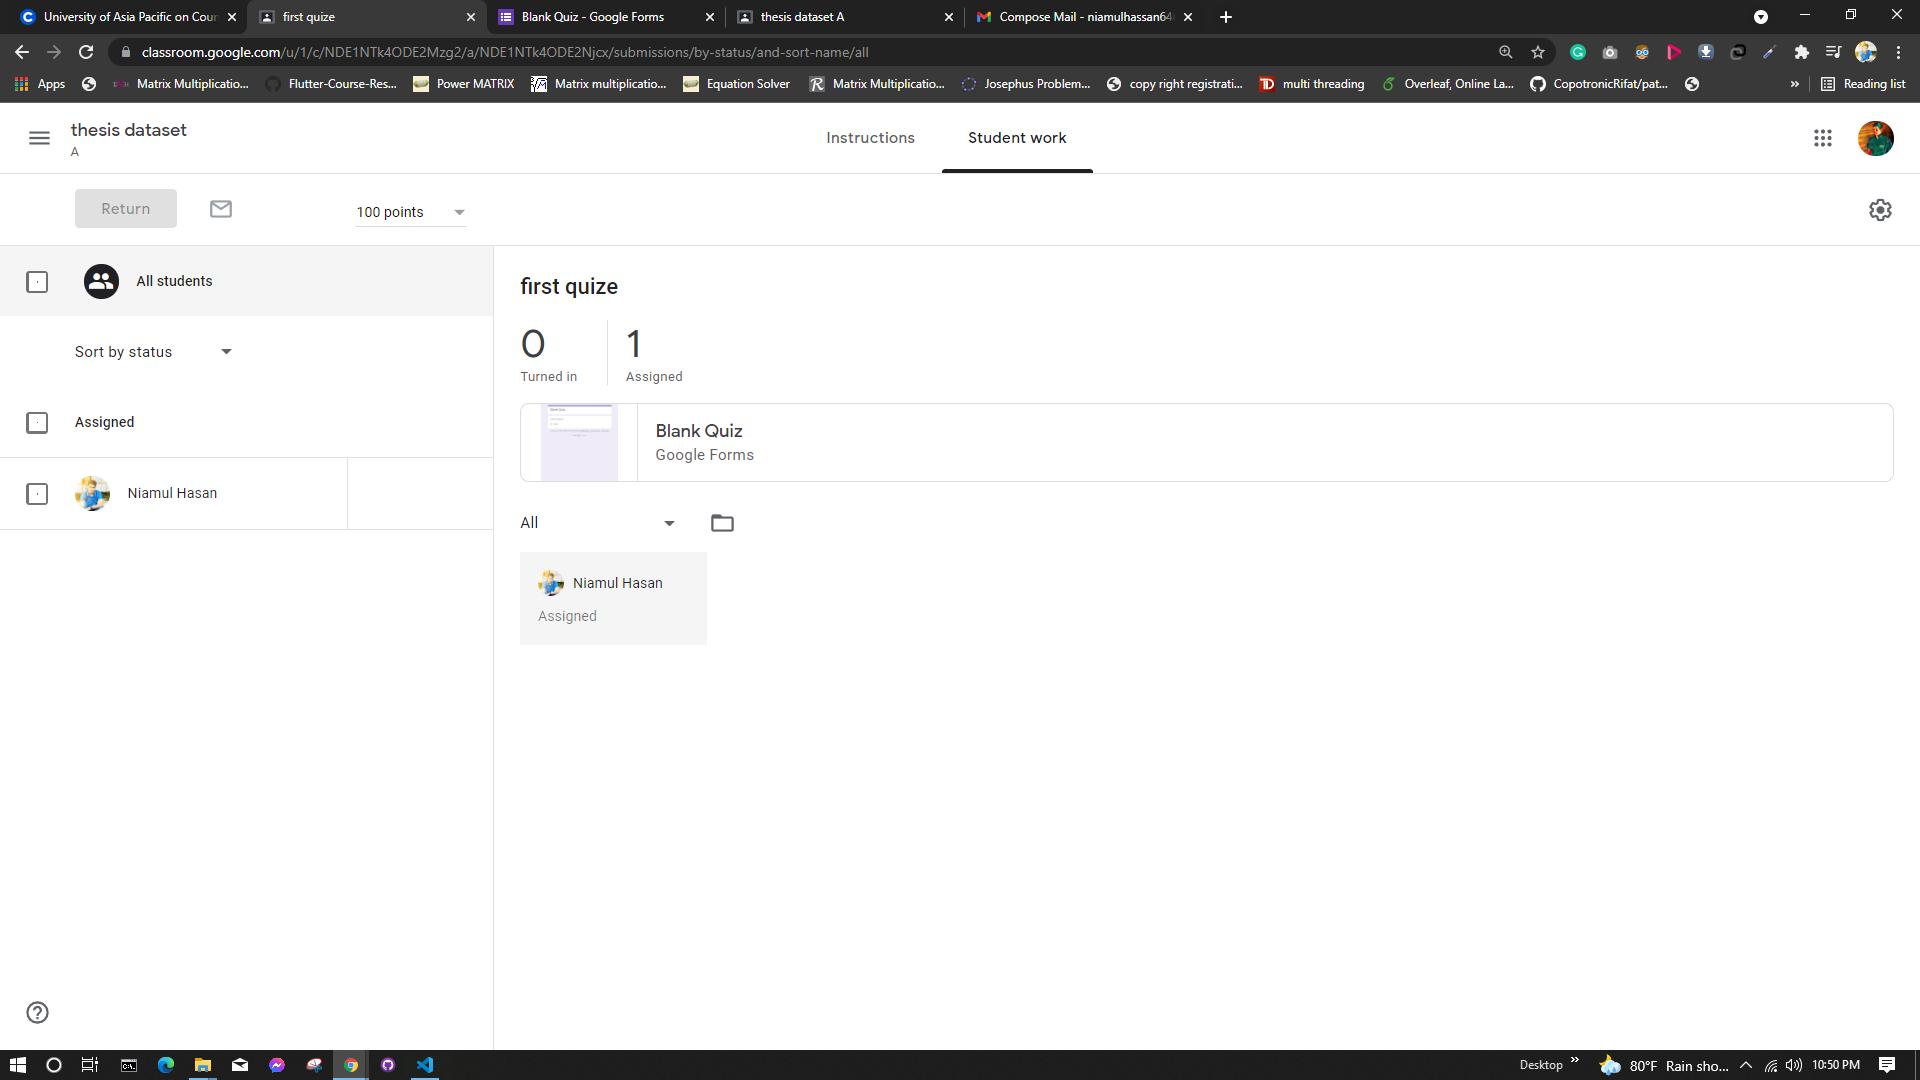 University of Asia Pacific on Cour
first quize
Blank Quiz - Google Forms
thesis dataset A
Compose Mail - niamulhassan64
classroom.google.com/u/1/c/NDE1NTk4ODE2Mzg2/a/NDE1NTk4ODE2Njcx/submissions/by-status/and-sort-name/all
Apps
Matrix Multiplicatio...
Flutter-Course-Res...
Power MATRIX
Matrix multiplicatio...
Equation Solver
Matrix Multiplicatio...
Josephus Problem...
copy right registrati...
multi threading
Overleaf, Online La...
CopotronicRifat/pat...
»
Reading list
thesis dataset
A
Instructions
Student work
Return
100 points
All students
Sort by status
Assigned
Niamul Hasan
first quize
0
Turned in
1
Assigned
Blank Quiz
Google Forms
All
Niamul Hasan
Assigned
Desktop
»
80°F Rain sho...
10:50 PM